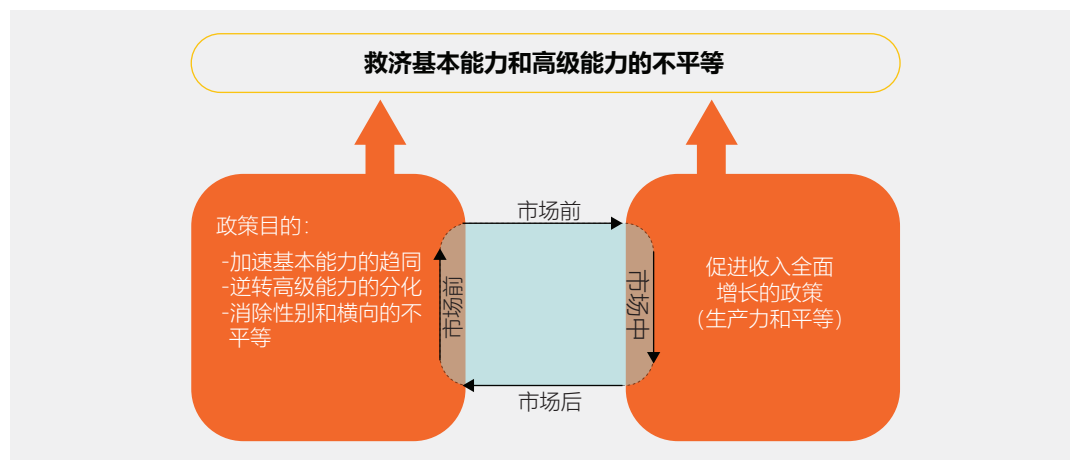 救济基本能力和高级能力的不平等
政策目的：
-加速基本能力的趋同
-逆转高级能力的分化
-消除性别和横向的不
平等
市场前
市场前
市场中
市场后
促进收入全面
增长的政策
（生产力和平等）